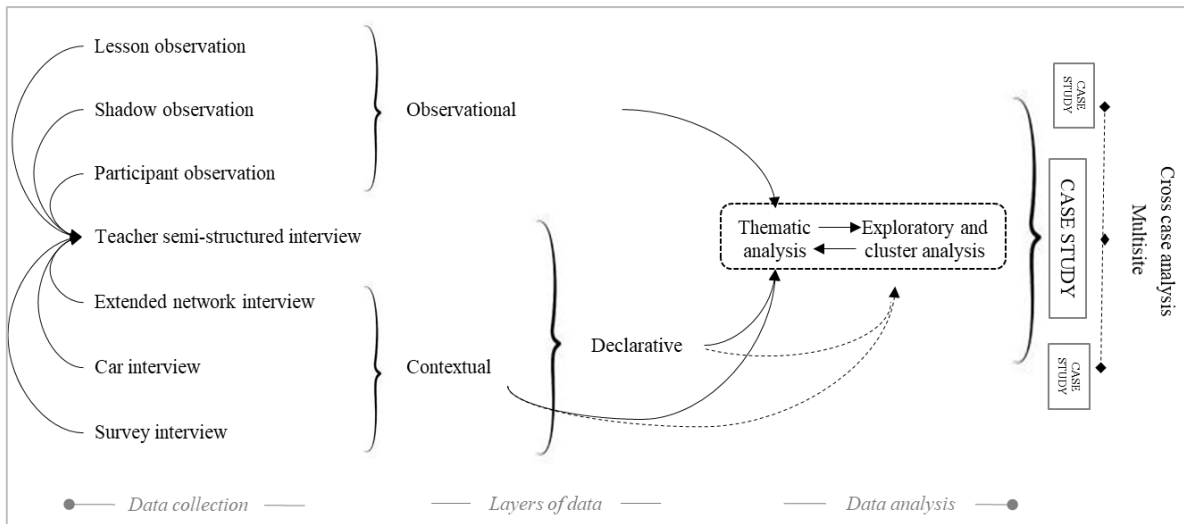 Lesson observation
Shadow observation
Participant observation
Teacher semi-structured interview
Extended network interview
Car interview
Survey interview
Observational
Contextual
Declarative
Thematic
analysis
Exploratory and
cluster analysis
CASE
STUDY
CASE STUDY
CASE
STUDY
Cross case analysis
Multisite
Data collection
Layers of data
Data analysis